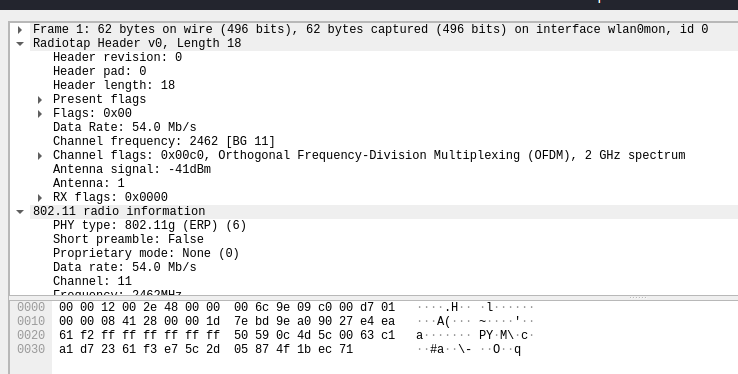 Frame 1: 62 bytes on wire (496 bits), 62 bytes captured (496 bits) on interface wlan0mon, id 0
Radiotap Header v0, Length 18
Header revision: 0
Header pad: 0
Header length: 18
Present flags
Flags: 0x00
Data Rate: 54.0 Mb/s
Channel frequency: 2462 [BG 11]
Channel flags: 0x00c0, Orthogonal Frequency-Division Multiplexing (OFDM), 2 GHz spectrum
Antenna signal: -41dBm
Antenna: 1
RX flags: 0x0000
802.11 radio information
PHY type: 802.11g (ERP) (6)
Short preamble: False
Proprietary mode: None (0)
Data rate: 54.0 Mb/s
Channel: 11
Frequency: 2462MHz
0000 00 00 12 00 2e 48 00 00 00 6c 9e 09 c0 00 d7 01 ····.H·· ·l······
0010 00 00 08 41 28 00 00 1d 7e bd 9e a0 90 27 e4 ea ···A(··· ~····'··
0020 61 f2 ff ff ff ff ff ff 50 59 0c 4d 5c 00 63 c1 a······· PY·M\·c·
0030 a1 d7 23 61 f3 e7 5c 2d 05 87 4f 1b ec 71 ··#a··\- ··O··q